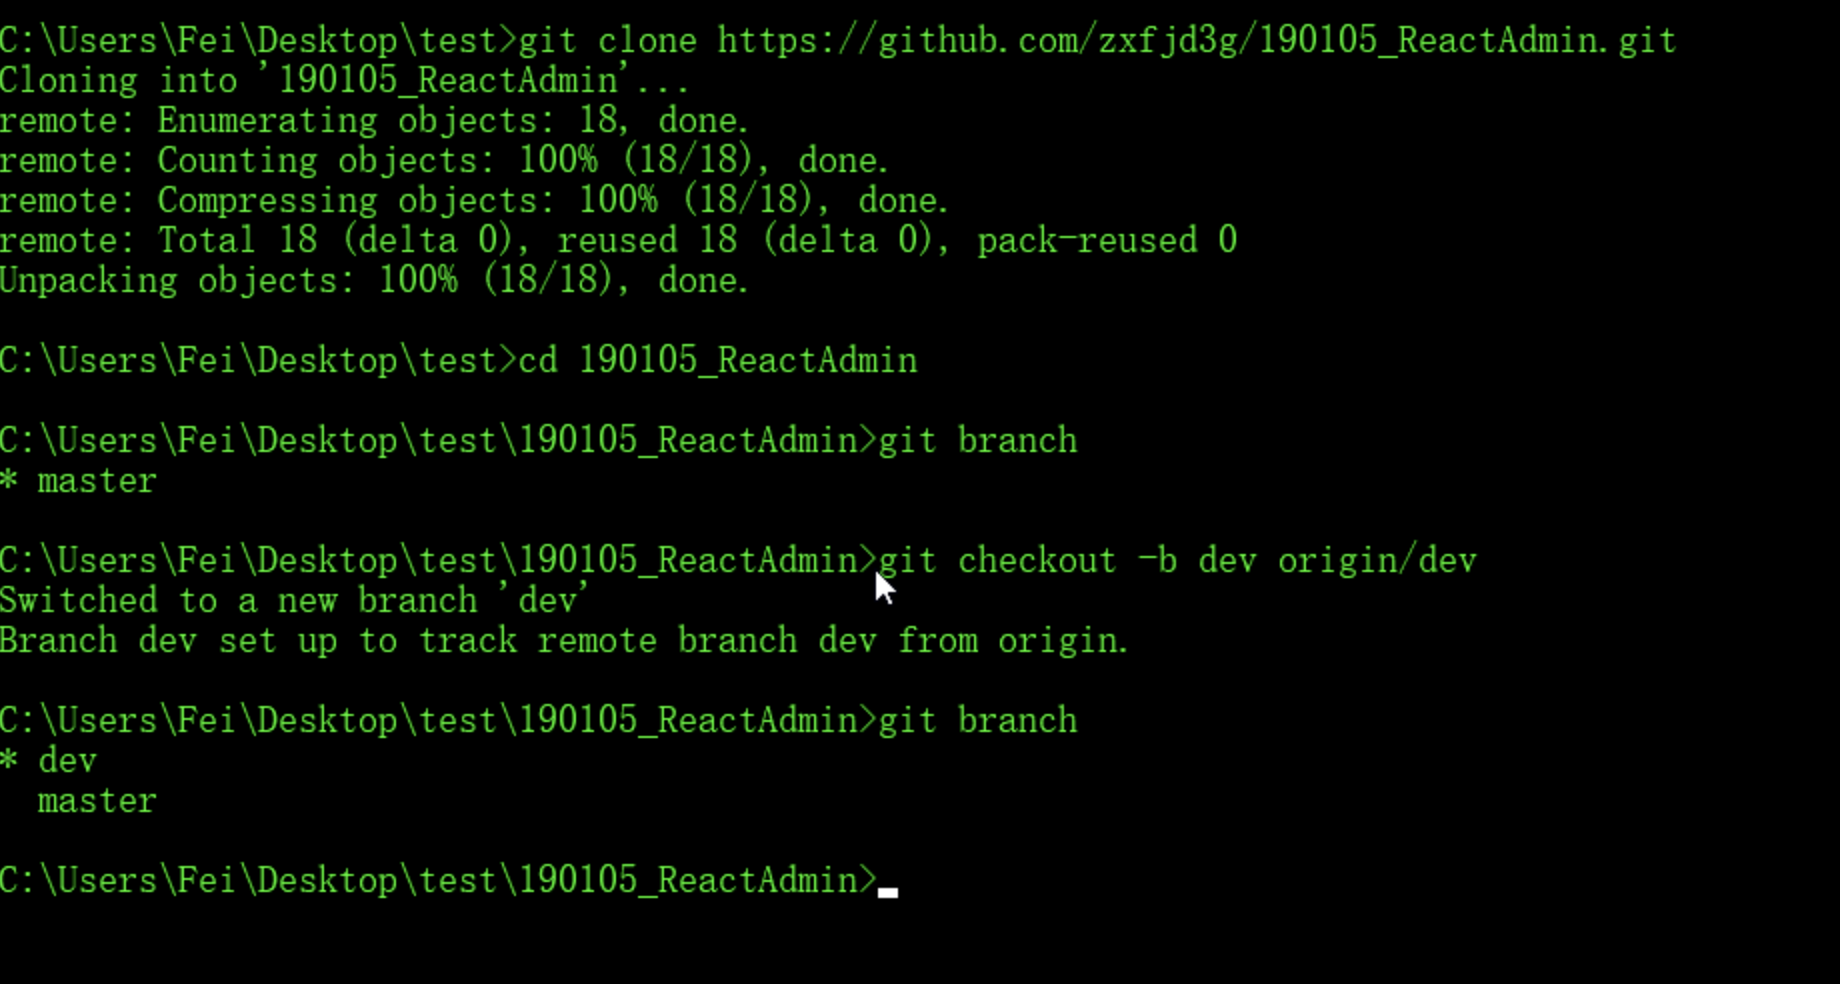 C:\Users\Fei\Desktop\test>git clone https://github.com/zxfjd3g/190105_ReactAdmin.git
Cloning into '190105_ReactAdmin'...
remote: Enumerating objects: 18, done.
remote: Counting objects: 100% (18/18), done.
remote: Compressing objects: 100% (18/18), done.
remote: Total 18 (delta 0), reused 18 (delta 0), pack-reused 0
Unpacking objects: 100% (18/18), done.
C:\Users\Fei\Desktop\test>cd 190105_ReactAdmin
C:\Users\Fei\Desktop\test\190105_ReactAdmin>git branch
* master
C:\Users\Fei\Desktop\test\190105_ReactAdmin>git checkout -b dev origin/dev
Switched to a new branch 'dev'
Branch dev set up to track remote branch dev from origin.
C:\Users\Fei\Desktop\test\190105_ReactAdmin>git branch
* dev
  master
C:\Users\Fei\Desktop\test\190105_ReactAdmin>